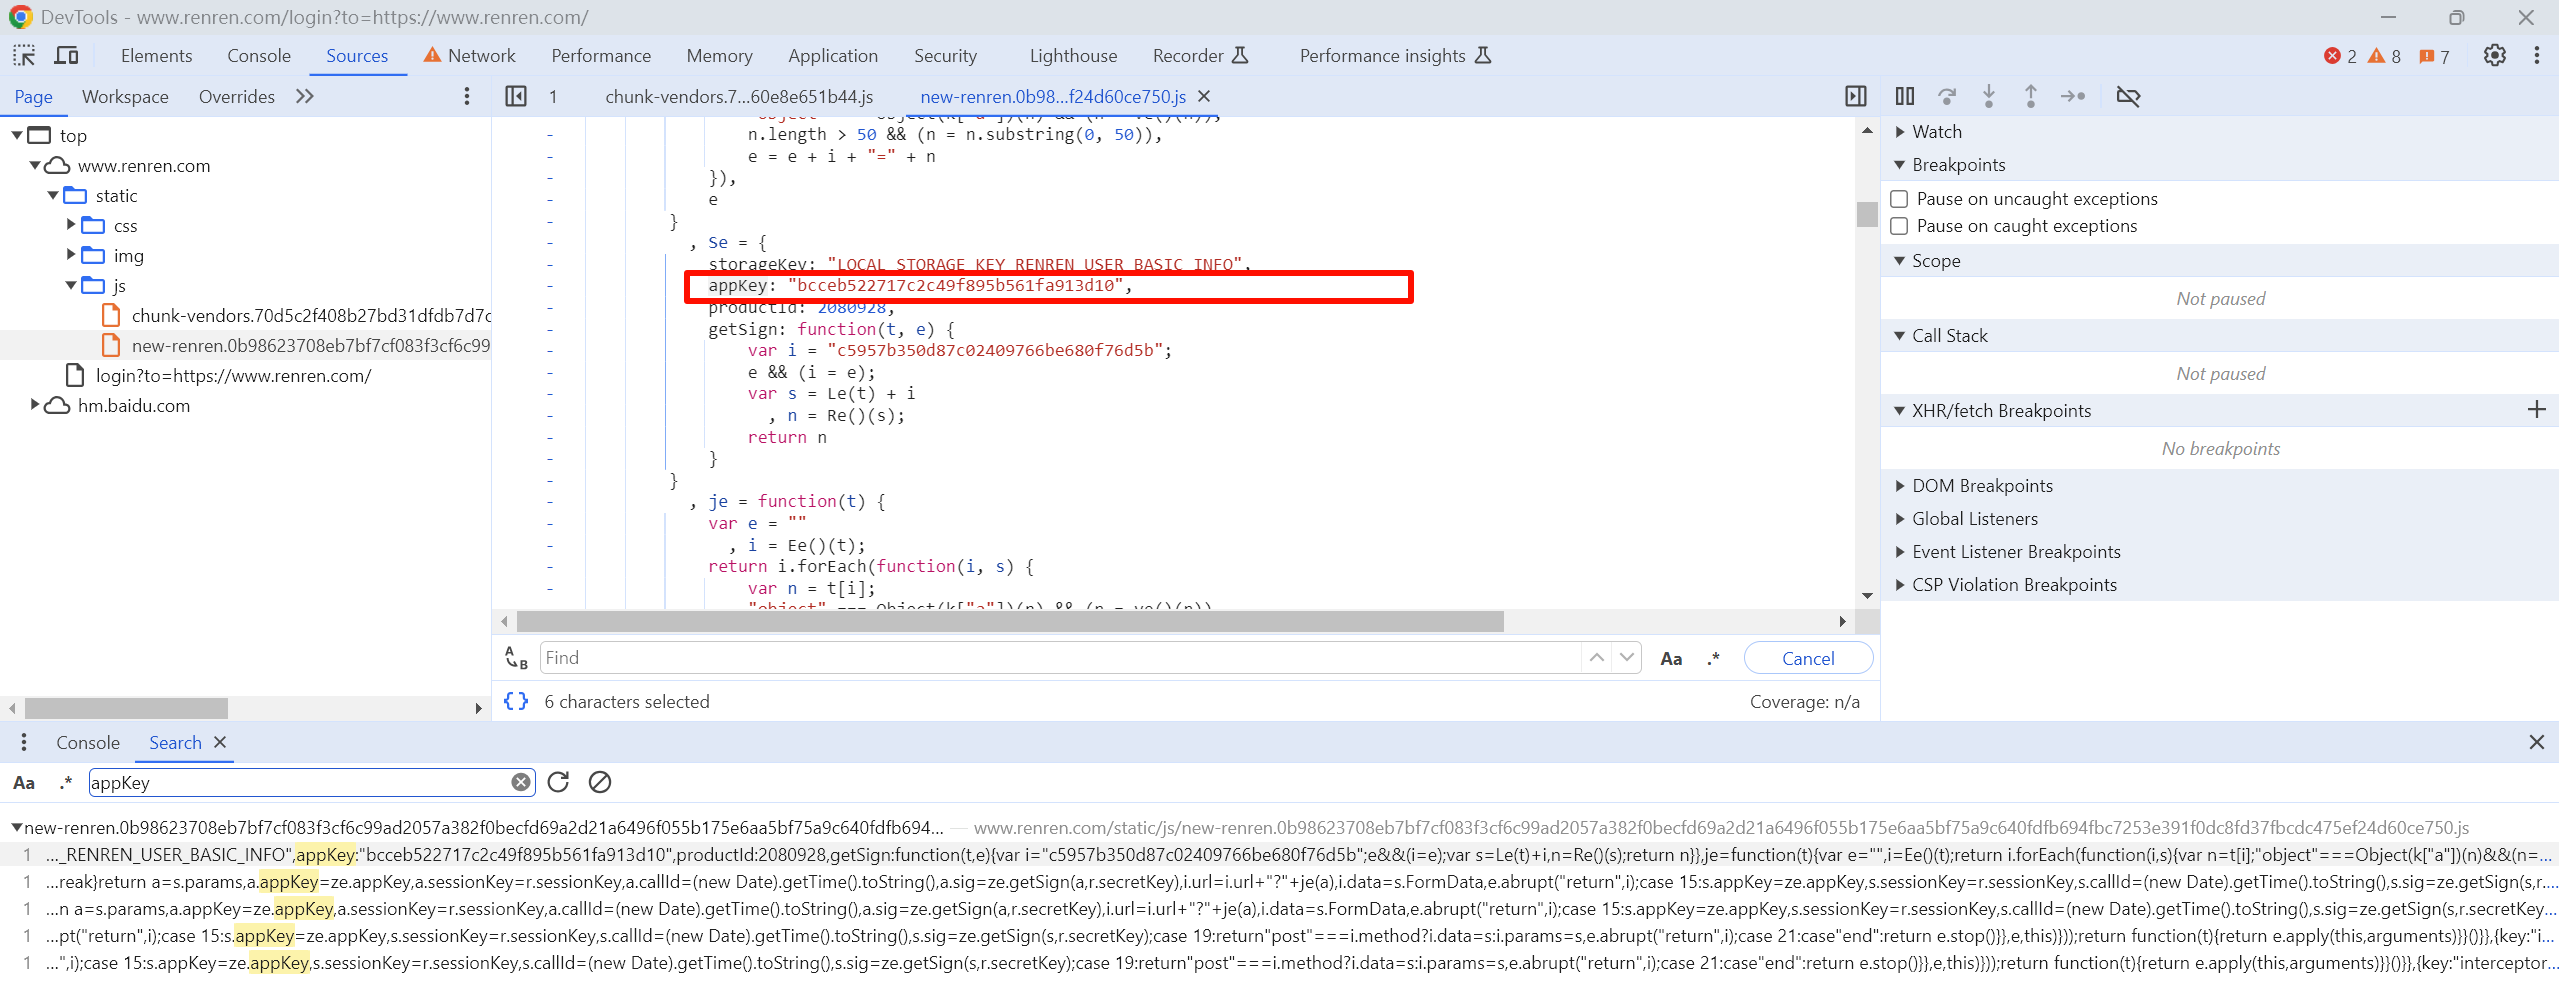 DevTools - www.renren.com/login?to=https://www.renren.com/
Elements Console Sources Network Performance Memory Application Security Lighthouse Recorder Performance insights 2 8 7
Page Workspace Overrides
1 chunk-vendors.7...60e8e651b44.js new-renren.0b98...f24d60ce750.js
top
www.renren.com
static
css
img
js
chunk-vendors.70d5c2f408b27bd31dfdb7d7c
new-renren.0b98623708eb7bf7cf083f3cf6c99
login?to=https://www.renren.com/
hm.baidu.com
n.length > 50 && (n = n.substring(0, 50)),
e = e + i + "=" + n
}),
e
}
, Se = {
storageKey: "LOCAL_STORAGE_KEY_RENREN_USER_BASIC_INFO",
appKey: "bcceb522717c2c49f895b561fa913d10",
productId: 2080928,
getSign: function(t, e) {
var i = "c5957b350d87c02409766be680f76d5b";
e && (i = e);
var s = Le(t) + i
, n = Re()(s);
return n
}
}
, je = function(t) {
var e = ""
, i = Ee()(t);
return i.forEach(function(i, s) {
var n = t[i];
"object" === Object(k["a"])(n) && (n = ve()(n)),
Find
Aa .* Cancel
{} 6 characters selected Coverage: n/a
Watch
Breakpoints
Pause on uncaught exceptions
Pause on caught exceptions
Scope
Not paused
Call Stack
Not paused
XHR/fetch Breakpoints
No breakpoints
DOM Breakpoints
Global Listeners
Event Listener Breakpoints
CSP Violation Breakpoints
Console Search
Aa .* appKey
new-renren.0b98623708eb7bf7cf083f3cf6c99ad2057a382f0becfd69a2d21a6496f055b175e6aa5bf75a9c640fdfb694... — www.renren.com/static/js/new-renren.0b98623708eb7bf7cf083f3cf6c99ad2057a382f0becfd69a2d21a6496f055b175e6aa5bf75a9c640fdfb694fbc7253e391f0dc8fd37fbcdc475ef24d60ce750.js
1 ..._RENREN_USER_BASIC_INFO",appKey:"bcceb522717c2c49f895b561fa913d10",productId:2080928,getSign:function(t,e){var i="c5957b350d87c02409766be680f76d5b";e&&(i=e);var s=Le(t)+i,n=Re()(s);return n}},je=function(t){var e="",i=Ee()(t);return i.forEach(function(i,s){var n=t[i];"object"===Object(k["a"])(n)&&(n=...
1 ...reak}return a=s.params,a.appKey=ze.appKey,a.sessionKey=r.sessionKey,a.callId=(new Date).getTime().toString(),a.sig=ze.getSign(a,r.secretKey),i.url=i.url+"?"+je(a),i.data=s.FormData,e.abrupt("return",i);case 15:s.appKey=ze.appKey,s.sessionKey=r.sessionKey,s.callId=(new Date).getTime().toString(),s.sig=ze.getSign(s,r....
1 ...n a=s.params,a.appKey=ze.appKey,a.sessionKey=r.sessionKey,a.callId=(new Date).getTime().toString(),a.sig=ze.getSign(a,r.secretKey),i.url=i.url+"?"+je(a),i.data=s.FormData,e.abrupt("return",i);case 15:s.appKey=ze.appKey,s.sessionKey=r.sessionKey,s.callId=(new Date).getTime().toString(),s.sig=ze.getSign(s,r.secretKey...
1 ...pt("return",i);case 15:s.appKey=ze.appKey,s.sessionKey=r.sessionKey,s.callId=(new Date).getTime().toString(),s.sig=ze.getSign(s,r.secretKey);case 19:return"post"===i.method?i.data=s:i.params=s,e.abrupt("return",i);case 21:case"end":return e.stop()}},e,this)}));return function(t){return e.apply(this,arguments)}}()},{key:"i...
1 ...",i);case 15:s.appKey=ze.appKey,s.sessionKey=r.sessionKey,s.callId=(new Date).getTime().toString(),s.sig=ze.getSign(s,r.secretKey);case 19:return"post"===i.method?i.data=s:i.params=s,e.abrupt("return",i);case 21:case"end":return e.stop()}},e,this)}));return function(t){return e.apply(this,arguments)}}()},{key:"interceptor...